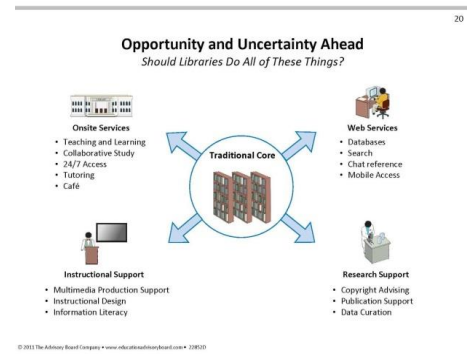 20
Opportunity and Uncertainty Ahead
Should Libraries Do All of These Things?
Onsite Services
• Teaching and Learning
• Collaborative Study
• 24/7 Access
• Tutoring
• Café
Traditional Core
Web Services
• Databases
• Search
• Chat reference
• Mobile Access
Instructional Support
• Multimedia Production Support
• Instructional Design
• Information Literacy
Research Support
• Copyright Advising
• Publication Support
• Data Curation
© 2011 The Advisory Board Company • www.educationadvisoryboard.com • 22852D